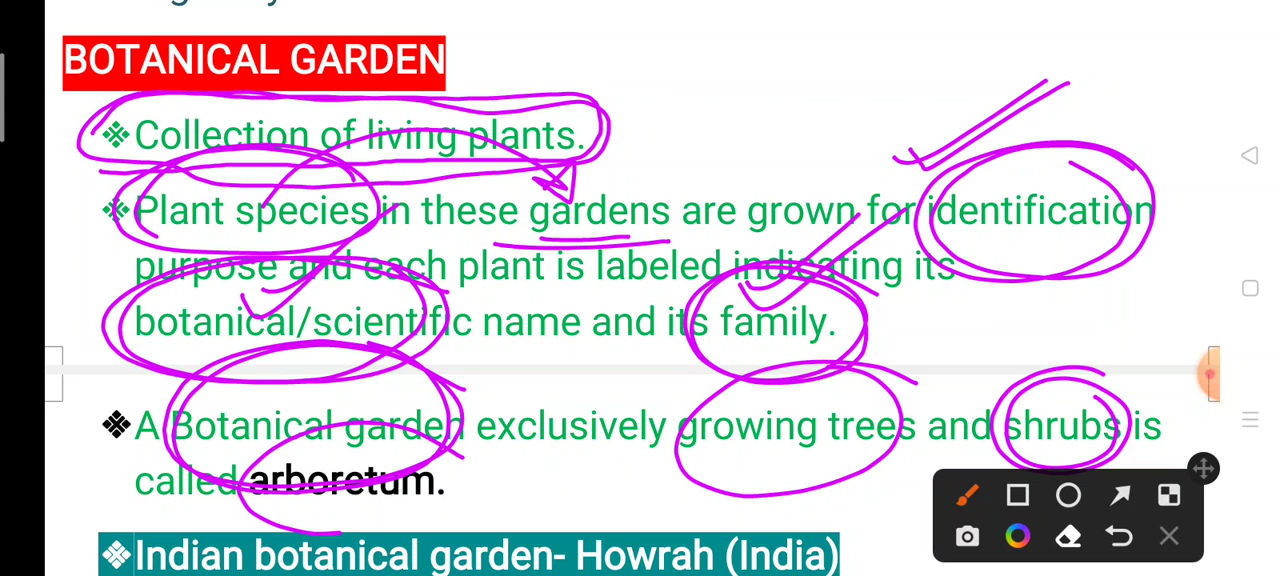 BOTANICAL GARDEN
❖Collection of living plants.
❖Plant species in these gardens are grown for identification
purpose and each plant is labeled indicating its
botanical/scientific name and its family.
❖A Botanical garden exclusively growing trees and shrubs is
called arboretum.
❖Indian botanical garden- Howrah (India)